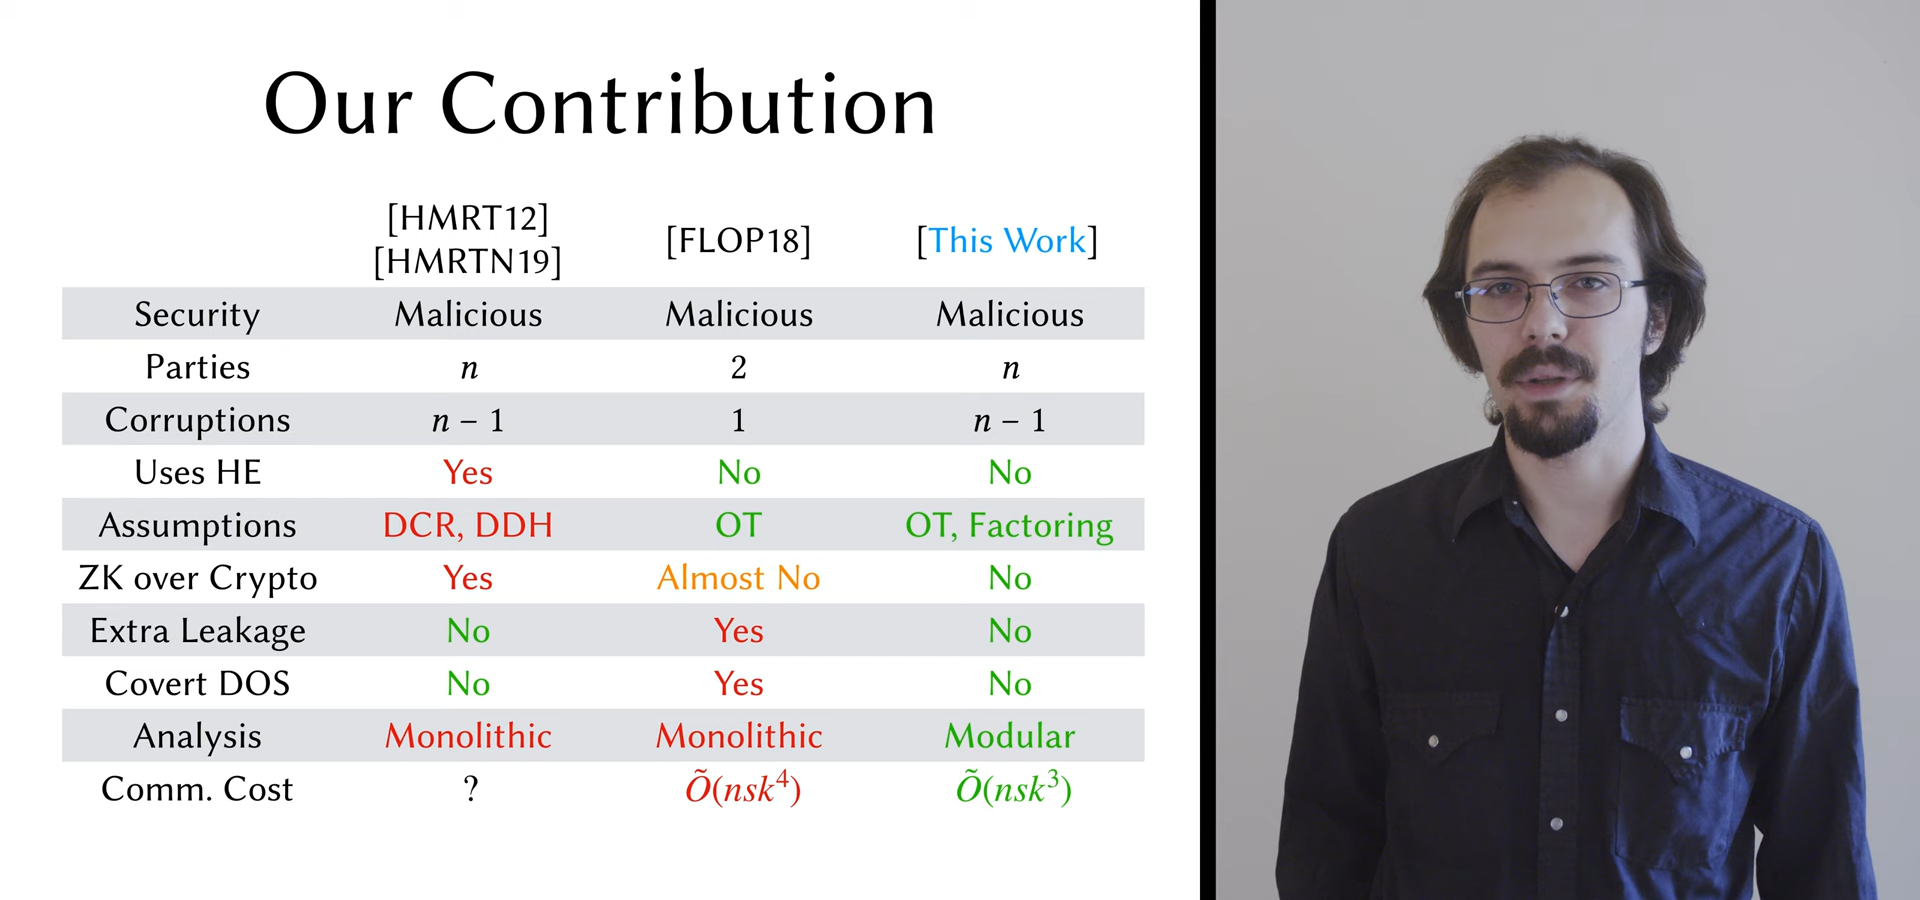 Our Contribution
[HMRT12]
[HMRTN19]
[FLOP18]
[This Work]
Security Malicious Malicious Malicious
Parties n 2 n
Corruptions n – 1 1 n – 1
Uses HE Yes No No
Assumptions DCR, DDH OT OT, Factoring
ZK over Crypto Yes Almost No No
Extra Leakage No Yes No
Covert DOS No Yes No
Analysis Monolithic Monolithic Modular
Comm. Cost ? Õ(nsk⁴) Õ(nsk³)